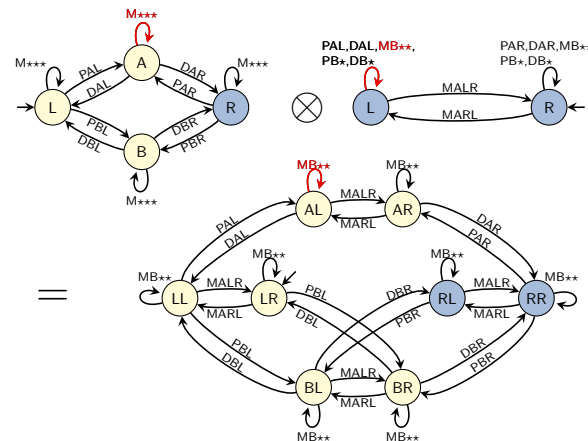 M⋆⋆⋆
PAL,DAL,MB⋆⋆,
PB⋆,DB⋆
PAR,DAR,MB⋆⋆
PB⋆,DB⋆
M⋆⋆⋆
A
M⋆⋆⋆
PAL
DAL
DAR
PAR
L
R
⊗
L
MALR
MARL
R
PBL
DBL
DBR
PBR
B
M⋆⋆⋆
MB⋆⋆
MB⋆⋆
AL
MALR
MARL
AR
PAL
DAL
DAR
PAR
MB⋆⋆
MB⋆⋆
MB⋆⋆
MB⋆⋆
=
LL
MALR
MARL
LR
PBL
DBL
DBR
PBR
RL
MALR
MARL
RR
PBL
DBL
DBR
PBR
BL
MALR
MARL
BR
MB⋆⋆
MB⋆⋆